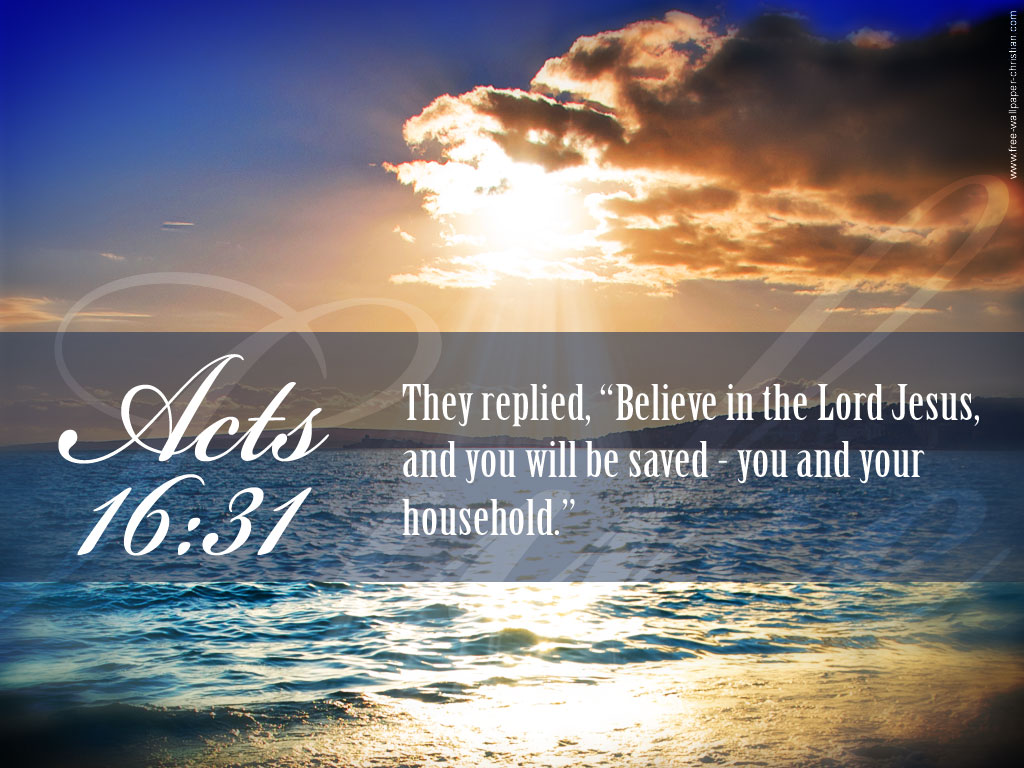 www.free-wallpaper-christian.com
Acts
16:31
They replied, “Believe in the Lord Jesus,
and you will be saved - you and your
household.”